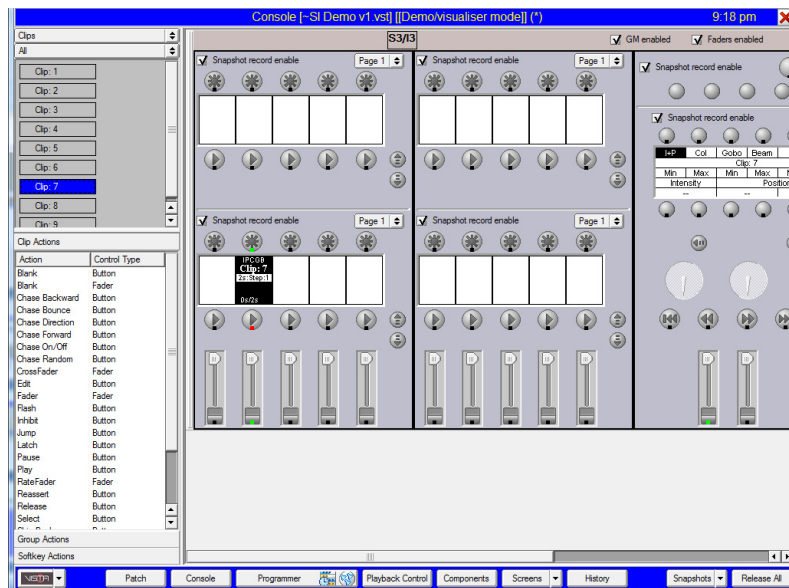 Console [~SI Demo v1.vst] [[Demo/visualiser mode]] (*)
9:18 pm
Clips
All
Clip: 1
Clip: 2
Clip: 3
Clip: 4
Clip: 5
Clip: 6
Clip: 7
Clip: 8
Clip: 9
Clip Actions
Action Control Type
Blank Button
Blank Fader
Chase Backward Button
Chase Bounce Button
Chase Direction Button
Chase Forward Button
Chase On/Off Button
Chase Random Button
CrossFader Fader
Edit Button
Fader Fader
Flash Button
Inhibit Button
Jump Button
Latch Button
Pause Button
Play Button
RateFader Fader
Reassert Button
Release Button
Select Button
Group Actions
Softkey Actions
S3/I3
GM enabled
Faders enabled
Snapshot record enable Page 1
Snapshot record enable Page 1
Snapshot record enable
Snapshot record enable
I+P Col Gobo Beam
Clip: 7
Min Max Min Max
Intensity Position
-- --
Snapshot record enable Page 1
IPCGB
Clip: 7
2s:Step:1
0s/2s
Snapshot record enable Page 1
VISTA
Patch
Console
Programmer
Playback Control
Components
Screens
History
Snapshots
Release All